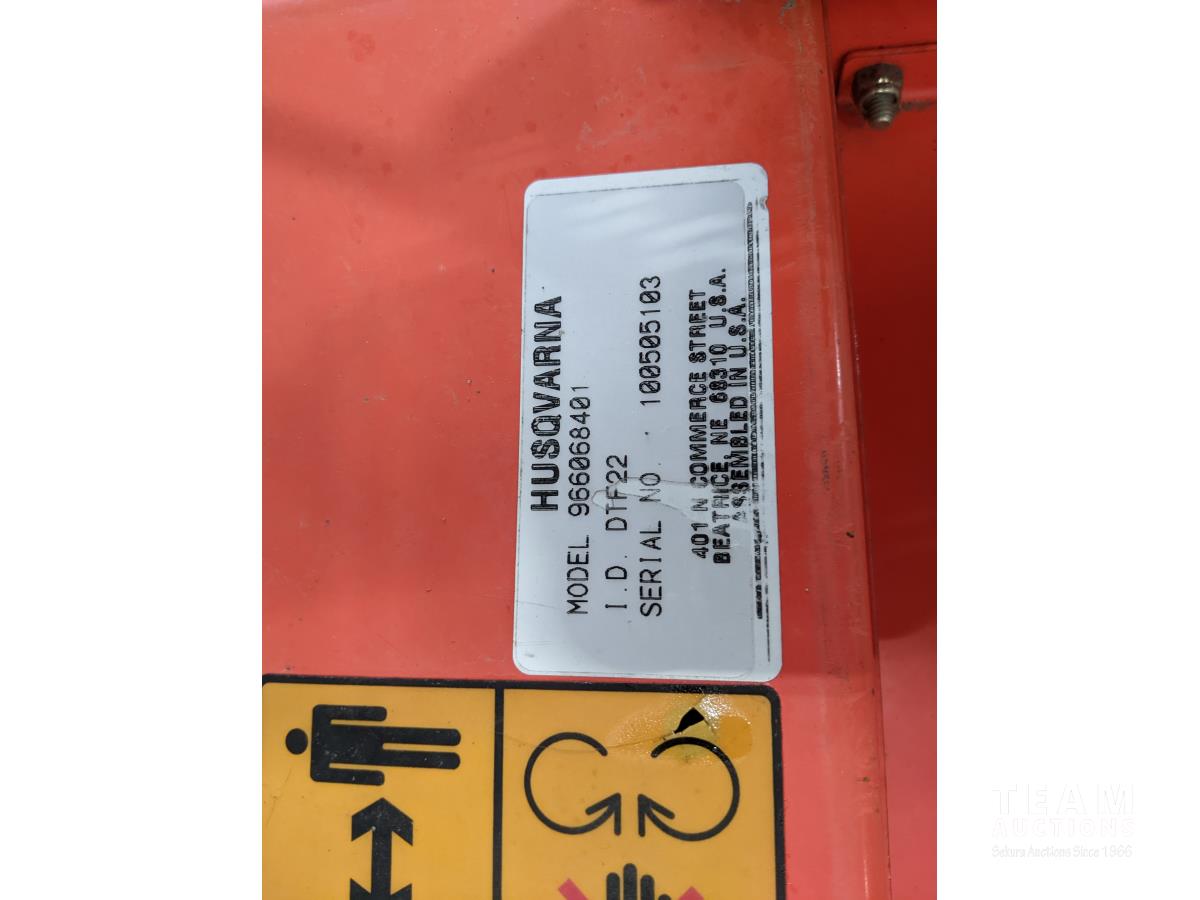 HUSQVARNA
MODEL 966068401
I.D. DTF22
SERIAL NO. 100505103
401 N COMMERCE STREET
BEATRICE, NE 68310 U.S.A.
ASSEMBLED IN U.S.A.
TEAM
AUCTIONS
Sekura Auctions Since 1966